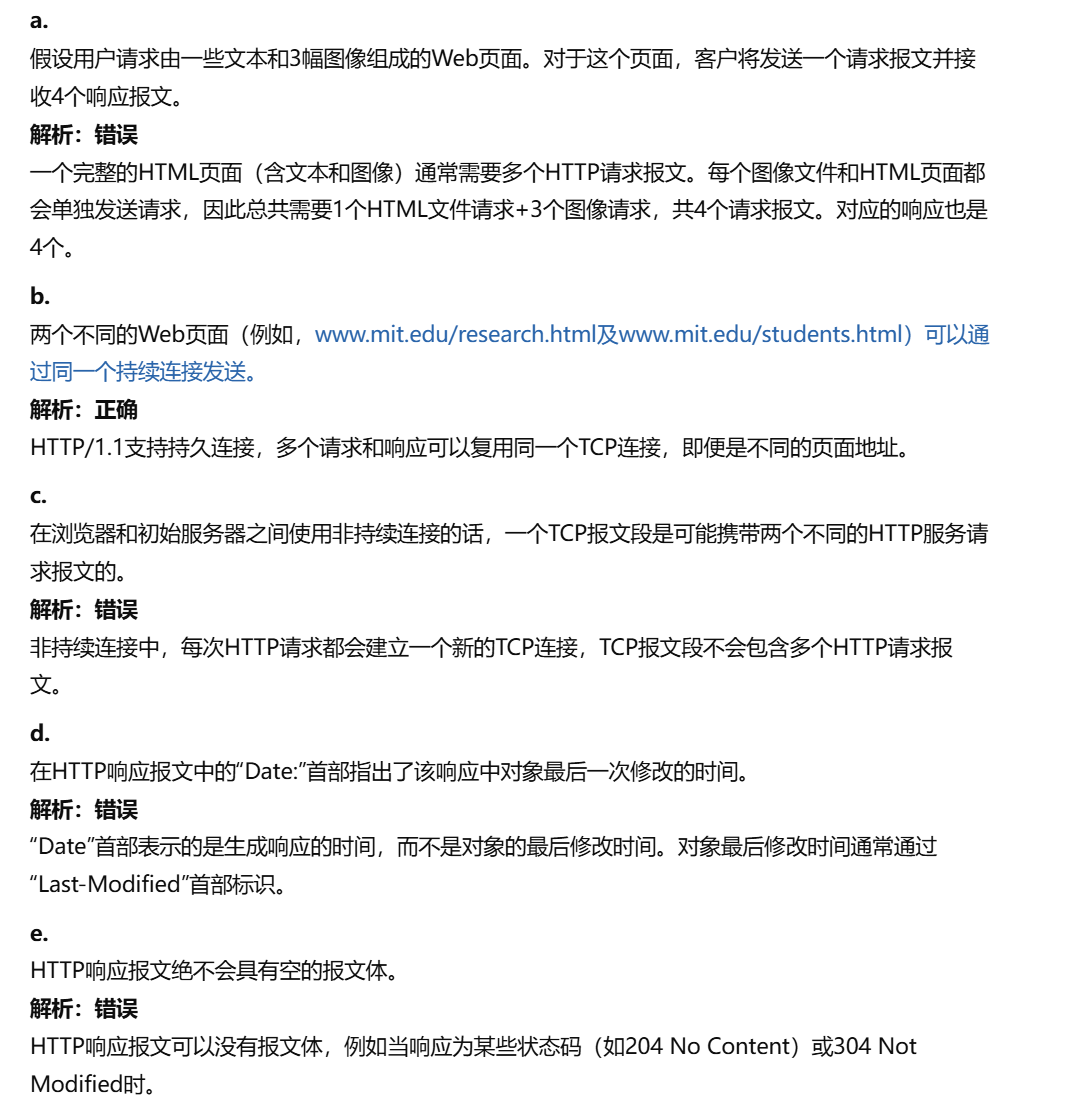 a.
假设用户请求由一些文本和3幅图像组成的Web页面。对于这个页面，客户将发送一个请求报文并接
收4个响应报文。
解析：错误
一个完整的HTML页面（含文本和图像）通常需要多个HTTP请求报文。每个图像文件和HTML页面都
会单独发送请求，因此总共需要1个HTML文件请求+3个图像请求，共4个请求报文。对应的响应也是
4个。
b.
两个不同的Web页面（例如，www.mit.edu/research.html及www.mit.edu/students.html）可以通
过同一个持续连接发送。
解析：正确
HTTP/1.1支持持久连接，多个请求和响应可以复用同一个TCP连接，即便是不同的页面地址。
c.
在浏览器和初始服务器之间使用非持续连接的话，一个TCP报文段是可能携带两个不同的HTTP服务请
求报文的。
解析：错误
非持续连接中，每次HTTP请求都会建立一个新的TCP连接，TCP报文段不会包含多个HTTP请求报
文。
d.
在HTTP响应报文中的“Date:”首部指出了该响应中对象最后一次修改的时间。
解析：错误
“Date”首部表示的是生成响应的时间，而不是对象的最后修改时间。对象最后修改时间通常通过
“Last-Modified”首部标识。
e.
HTTP响应报文绝不会具有空的报文体。
解析：错误
HTTP响应报文可以没有报文体，例如当响应为某些状态码（如204 No Content）或304 Not
Modified时。